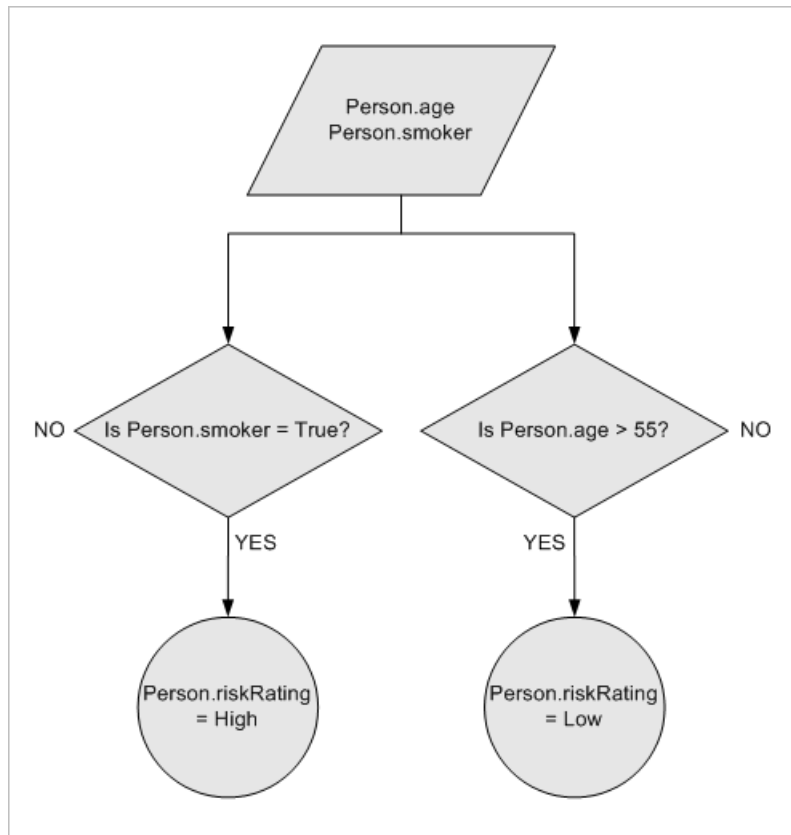 Person.age
Person.smoker
NO
Is Person.smoker = True?
Is Person.age > 55?
NO
YES
YES
Person.riskRating
= High
Person.riskRating
= Low